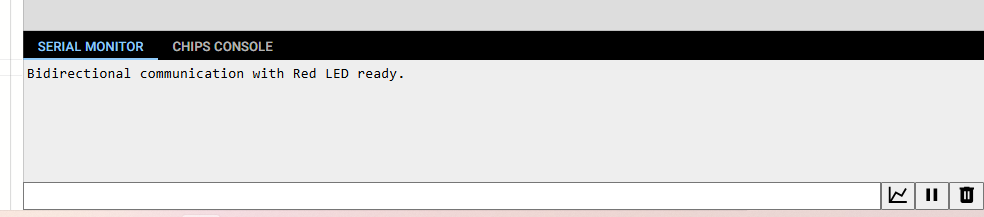 SERIAL MONITOR CHIPS CONSOLE
Bidirectional communication with Red LED ready.